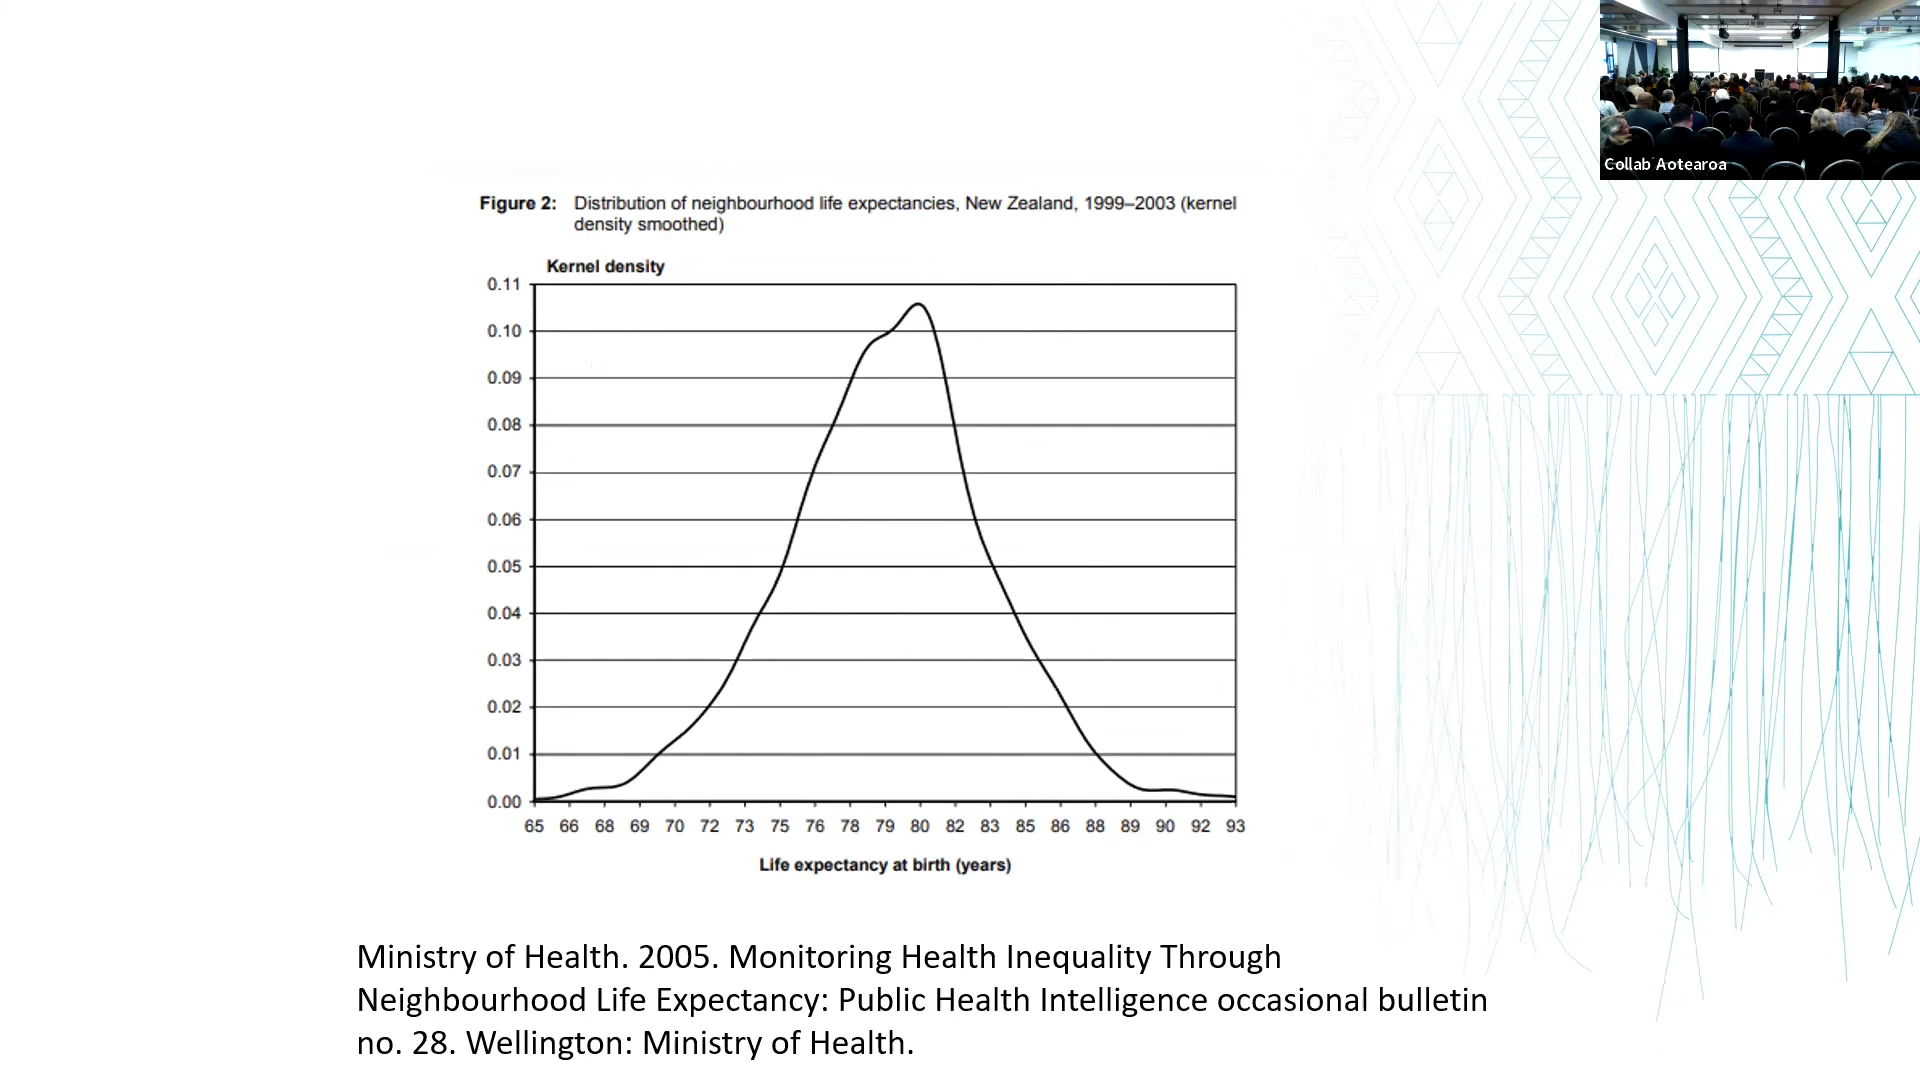 Collab Aotearoa
Figure 2: Distribution of neighbourhood life expectancies, New Zealand, 1999–2003 (kernel
density smoothed)
Kernel density
0.11
0.10
0.09
0.08
0.07
0.06
0.05
0.04
0.03
0.02
0.01
0.00
65 66 68 69 70 72 73 75 76 78 79 80 82 83 85 86 88 89 90 92 93
Life expectancy at birth (years)
Ministry of Health. 2005. Monitoring Health Inequality Through
Neighbourhood Life Expectancy: Public Health Intelligence occasional bulletin
no. 28. Wellington: Ministry of Health.